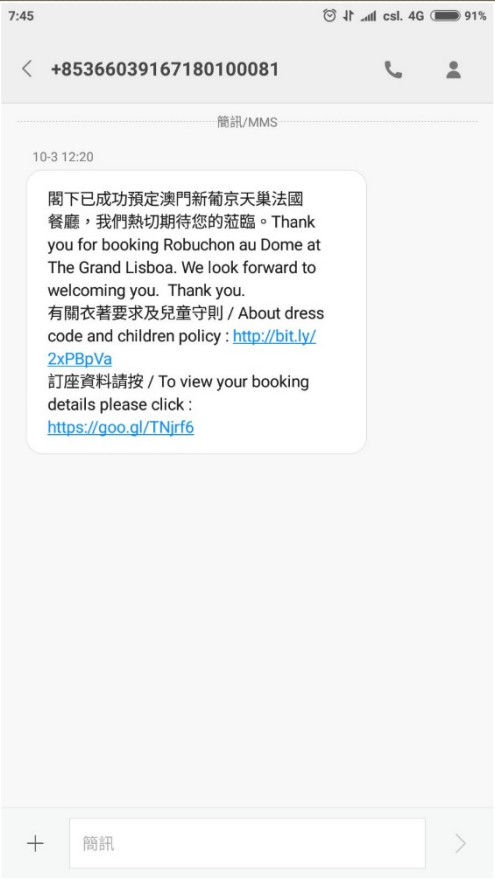 7:45
csl. 4G 91%
+85366039167180100081
簡訊/MMS
10-3 12:20
閣下已成功預定澳門新葡京天巢法國
餐廳，我們熱切期待您的蒞臨。Thank
you for booking Robuchon au Dome at
The Grand Lisboa. We look forward to
welcoming you.  Thank you.
有關衣著要求及兒童守則 / About dress
code and children policy : http://bit.ly/
2xPBpVa
訂座資料請按 / To view your booking
details please click :
https://goo.gl/TNjrf6
簡訊